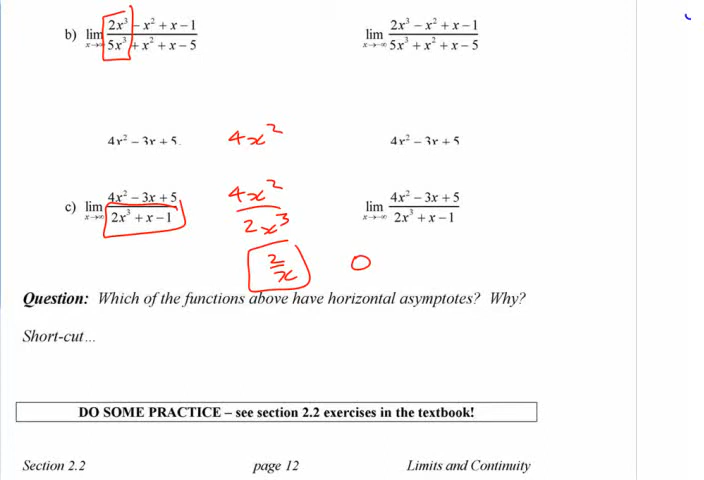 b) lim x→∞ (2x³ − x² + x − 1)/(5x³ + x² + x − 5)    lim x→−∞ (2x³ − x² + x − 1)/(5x³ + x² + x − 5)
4x² − 3x + 5    4x²    4x² − 3x + 5
c) lim x→∞ (4x² − 3x + 5)/(2x³ + x − 1)    4x²/2x³    lim x→−∞ (4x² − 3x + 5)/(2x³ + x − 1)
2/x    0
Question: Which of the functions above have horizontal asymptotes? Why?
Short-cut…
DO SOME PRACTICE – see section 2.2 exercises in the textbook!
Section 2.2    page 12    Limits and Continuity